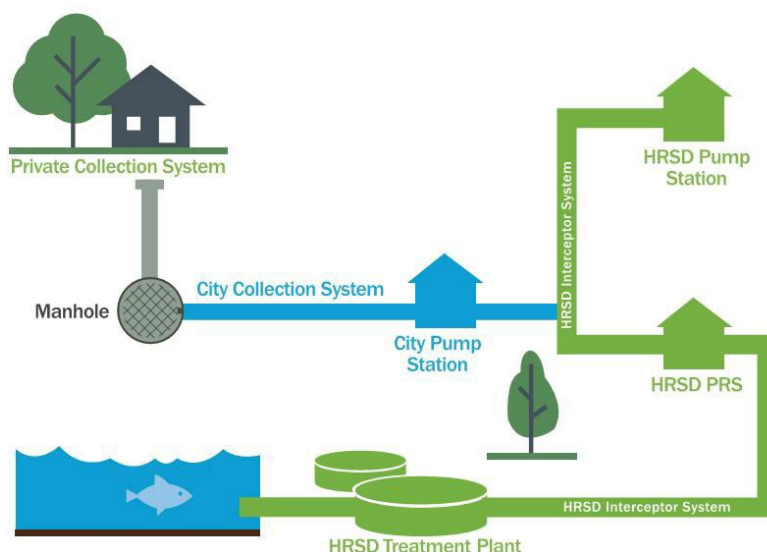 Private Collection System
HRSD Pump
Station
HRSD Interceptor System
City Collection System
Manhole
City Pump
Station
HRSD PRS
HRSD Interceptor System
HRSD Treatment Plant